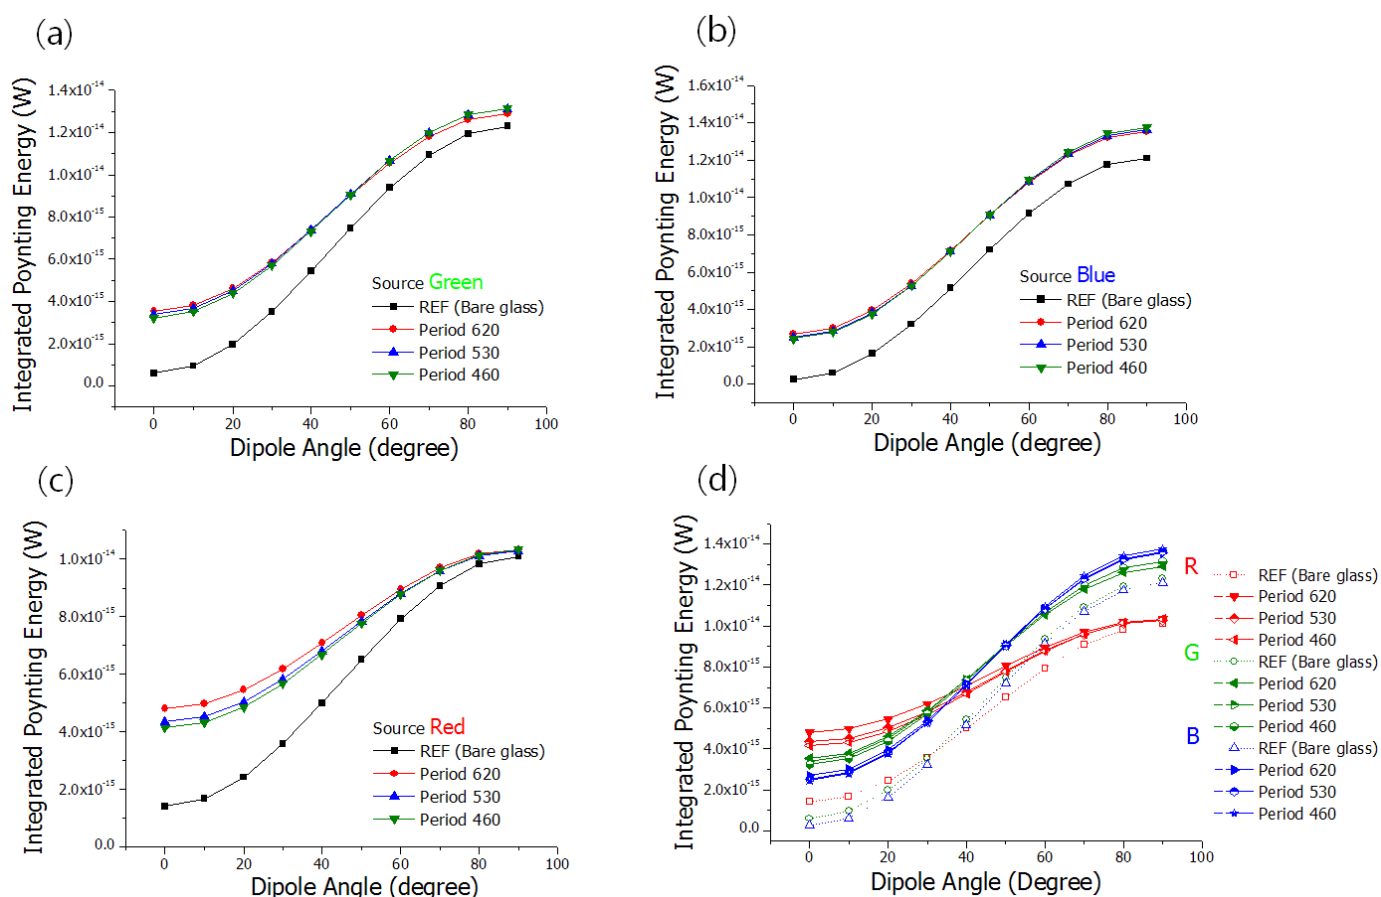 (a)
Integrated Poynting Energy (W)
1.4x10^-14
1.2x10^-14
1.0x10^-14
8.0x10^-15
6.0x10^-15
4.0x10^-15
2.0x10^-15
0.0
Source Green
REF (Bare glass)
Period 620
Period 530
Period 460
0 20 40 60 80 100
Dipole Angle (degree)
(b)
Integrated Poynting Energy (W)
1.6x10^-14
1.4x10^-14
1.2x10^-14
1.0x10^-14
8.0x10^-15
6.0x10^-15
4.0x10^-15
2.0x10^-15
0.0
Source Blue
REF (Bare glass)
Period 620
Period 530
Period 460
0 20 40 60 80 100
Dipole Angle (degree)
(c)
Integrated Poynting Energy (W)
1.0x10^-14
8.0x10^-15
6.0x10^-15
4.0x10^-15
2.0x10^-15
0.0
Source Red
REF (Bare glass)
Period 620
Period 530
Period 460
0 20 40 60 80 100
Dipole Angle (degree)
(d)
Integrated Poynting Energy (W)
1.4x10^-14
1.2x10^-14
1.0x10^-14
8.0x10^-15
6.0x10^-15
4.0x10^-15
2.0x10^-15
0.0
0 20 40 60 80 100
Dipole Angle (Degree)
R
REF (Bare glass)
Period 620
Period 530
Period 460
G
REF (Bare glass)
Period 620
Period 530
Period 460
B
REF (Bare glass)
Period 620
Period 530
Period 460